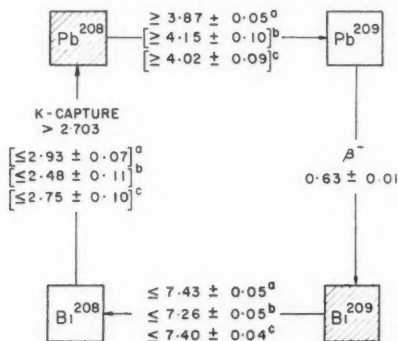 Pb²⁰⁸
≥ 3·87 ± 0·05ᵃ
[≥ 4·15 ± 0·10]ᵇ
[≥ 4·02 ± 0·09]ᶜ
Pb²⁰⁹
K-CAPTURE
> 2·703
[≤2·93 ± 0·07]ᵃ
[≤2·48 ± 0·11]ᵇ
[≤2·75 ± 0·10]ᶜ
β⁻
0·63 ± 0·01
Bi²⁰⁸
≤ 7·43 ± 0·05ᵃ
≤ 7·26 ± 0·05ᵇ
≤ 7·40 ± 0·04ᶜ
Bi²⁰⁹